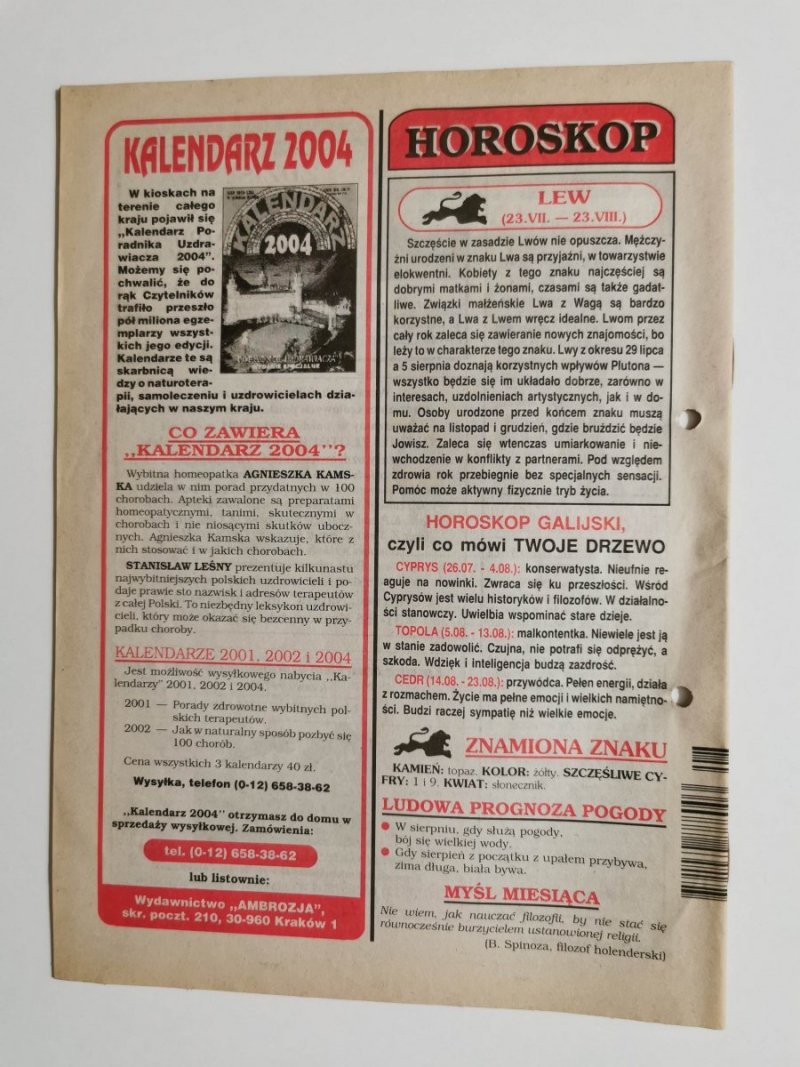 KALENDARZ 2004
W kioskach na
terenie całego
kraju pojawił się
„Kalendarz Po-
radnika Uzdra-
wiacza 2004”.
Możemy się po-
chwalić, że do
rąk Czytelników
trafiło przeszło
pół miliona egze-
mplarzy wszyst-
kich jego edycji.
Kalendarze te są
skarbnicą wie-
dzy o naturotera-
pii, samoleczeniu i uzdrowicielach dzia-
łających w naszym kraju.
KALENDARZ
2004
WYDANIE SPECJALNE
CO ZAWIERA
„KALENDARZ 2004”?
Wybitna homeopatka AGNIESZKA KAMS-
KA udziela w nim porad przydatnych w 100
chorobach. Apteki zawalone są preparatami
homeopatycznymi, tanimi, skutecznymi w
chorobach i nie niosącymi skutków ubocz-
nych. Agnieszka Kamska wskazuje, które z
nich stosować i w jakich chorobach.
STANISŁAW LEŚNY prezentuje kilkunastu
najwybitniejszych polskich uzdrowicieli i po-
daje prawie sto nazwisk i adresów terapeutów
z całej Polski. To niezbędny leksykon uzdrowi-
cieli, który może okazać się bezcenny w przy-
padku choroby.
KALENDARZE 2001, 2002 i 2004
Jest możliwość wysyłkowego nabycia „Ka-
lendarzy” 2001, 2002 i 2004.
2001 — Porady zdrowotne wybitnych pol-
skich terapeutów.
2002 — Jak w naturalny sposób pozbyć się
100 chorób.
Cena wszystkich 3 kalendarzy 40 zł.
Wysyłka, telefon (0-12) 658-38-62
„Kalendarz 2004” otrzymasz do domu w
sprzedaży wysyłkowej. Zamówienia:
tel. (0-12) 658-38-62
lub listownie:
Wydawnictwo „AMBROZJA”,
skr. poczt. 210, 30-960 Kraków 1
HOROSKOP
LEW
(23.VII. — 23.VIII.)
Szczęście w zasadzie Lwów nie opuszcza. Mężczy-
źni urodzeni w znaku Lwa są przyjaźni, w towarzystwie
elokwentni. Kobiety z tego znaku najczęściej są
dobrymi matkami i żonami, czasami są także gadat-
liwe. Związki małżeńskie Lwa z Wagą są bardzo
korzystne, a Lwa z Lwem wręcz idealne. Lwom przez
cały rok zaleca się zawieranie nowych znajomości, bo
leży to w charakterze tego znaku. Lwy z okresu 29 lipca
a 5 sierpnia doznają korzystnych wpływów Plutona —
wszystko będzie się im układało dobrze, zarówno w
interesach, uzdolnieniach artystycznych, jak i w do-
mu. Osoby urodzone przed końcem znaku muszą
uważać na listopad i grudzień, gdzie bruździć będzie
Jowisz. Zaleca się wtenczas umiarkowanie i nie-
wchodzenie w konflikty z partnerami. Pod względem
zdrowia rok przebiegnie bez specjalnych sensacji.
Pomóc może aktywny fizycznie tryb życia.
HOROSKOP GALIJSKI,
czyli co mówi TWOJE DRZEWO
CYPRYS (26.07. - 4.08.): konserwatysta. Nieufnie re-
aguje na nowinki. Zwraca się ku przeszłości. Wśród
Cyprysów jest wielu historyków i filozofów. W działalno-
ści stanowczy. Uwielbia wspominać stare dzieje.
TOPOLA (5.08. - 13.08.): malkontentka. Niewiele jest ją
w stanie zadowolić. Czujna, nie potrafi się odprężyć, a
szkoda. Wdzięk i inteligencja budzą zazdrość.
CEDR (14.08. - 23.08.): przywódca. Pełen energii, działa
z rozmachem. Życie ma pełne emocji i wielkich namiętno-
ści. Budzi raczej sympatię niż wielkie emocje.
ZNAMIONA ZNAKU
KAMIEŃ: topaz. KOLOR: żółty. SZCZĘŚLIWE CY-
FRY: 1 i 9. KWIAT: słonecznik.
LUDOWA PROGNOZA POGODY
● W sierpniu, gdy służą pogody,
bój się wielkiej wody.
● Gdy sierpień z początku z upałem przybywa,
zima długa, biała bywa.
MYŚL MIESIĄCA
Nie wiem, jak nauczać filozofii, by nie stać się
równocześnie burzycielem ustanowionej religii.
(B. Spinoza, filozof holenderski)